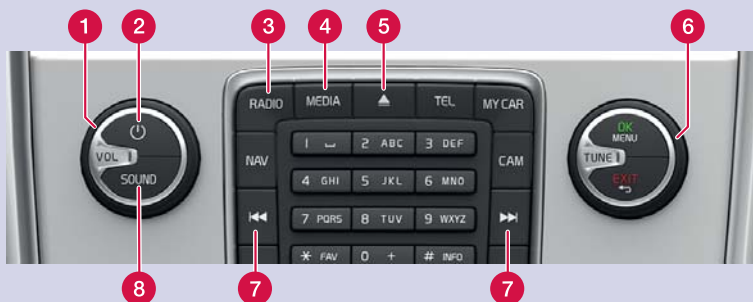 1 2 3 4 5 6
RADIO MEDIA TEL MY CAR
VOL SOUND
NAV 1 2 ABC 3 DEF CAM
4 GHI 5 JKL 6 MNO
7 PQRS 8 TUV 9 WXYZ
* FAV 0 + # INFO
OK MENU
TUNE
EXIT
8 7 7